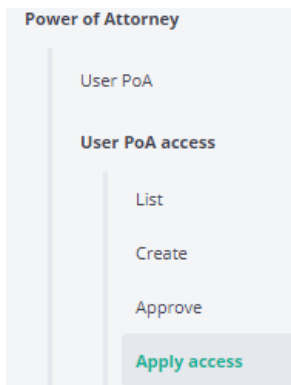 Power of Attorney
User PoA
User PoA access
List
Create
Approve
Apply access